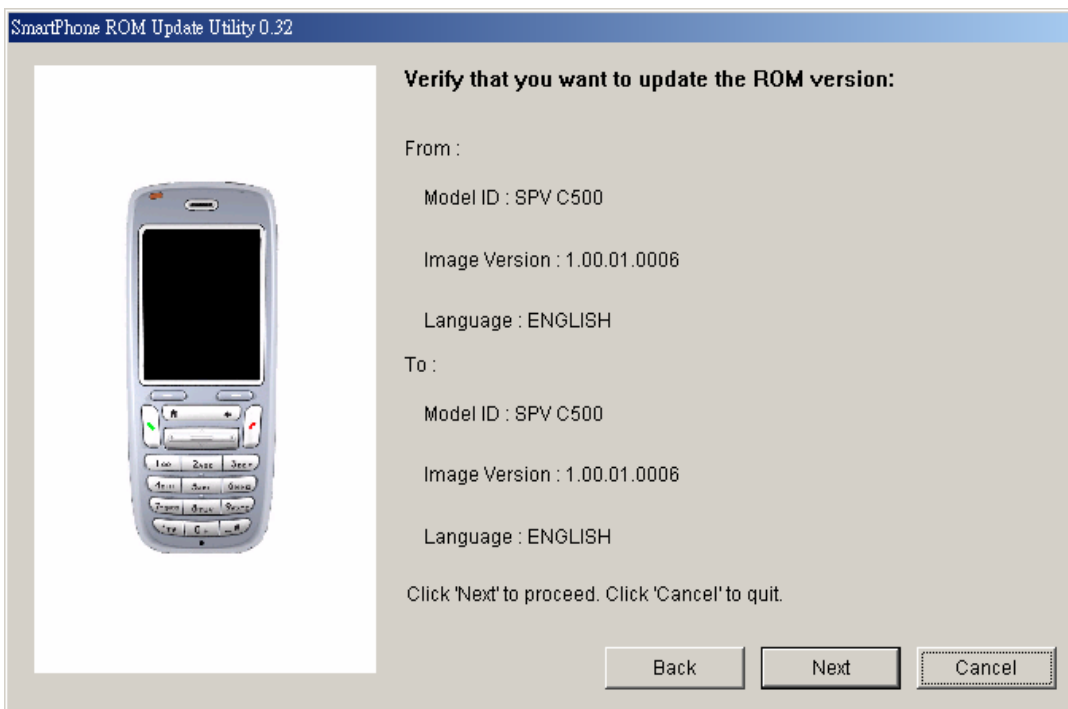 SmartPhone ROM Update Utility 0.32
Verify that you want to update the ROM version:
From :
Model ID : SPV C500
Image Version : 1.00.01.0006
Language : ENGLISH
To :
Model ID : SPV C500
Image Version : 1.00.01.0006
Language : ENGLISH
Click 'Next' to proceed. Click 'Cancel' to quit.
Back Next Cancel